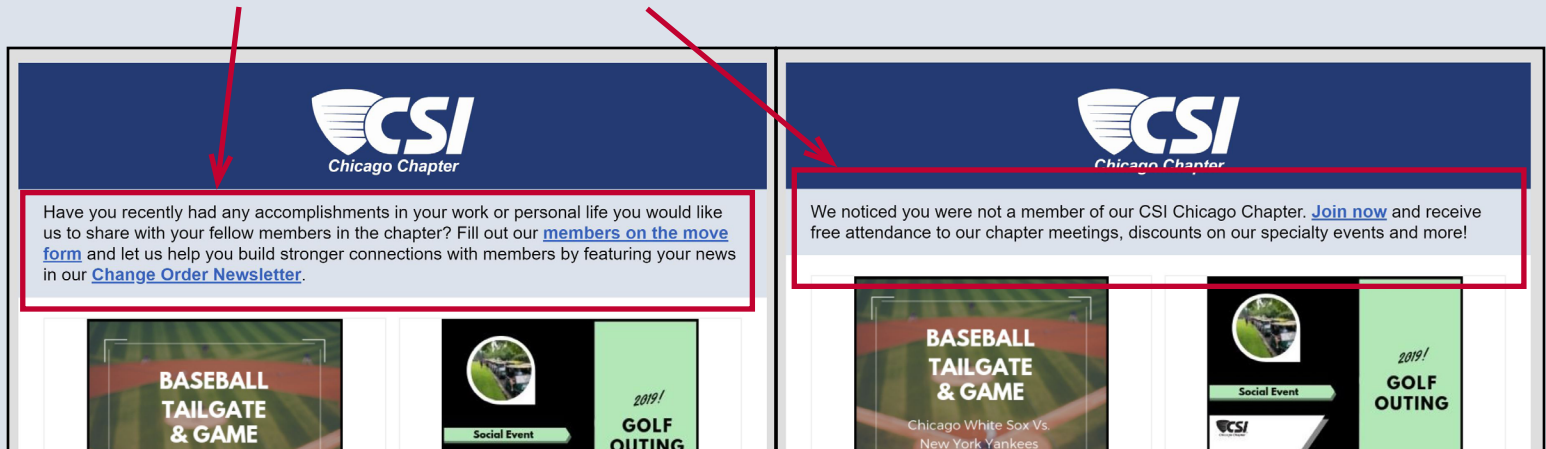 CSI
Chicago Chapter
Have you recently had any accomplishments in your work or personal life you would like
us to share with your fellow members in the chapter? Fill out our members on the move
form and let us help you build stronger connections with members by featuring your news
in our Change Order Newsletter.
BASEBALL
TAILGATE
& GAME
Social Event
2019!
GOLF
OUTING
CSI
Chicago Chapter
We noticed you were not a member of our CSI Chicago Chapter. Join now and receive
free attendance to our chapter meetings, discounts on our specialty events and more!
BASEBALL
TAILGATE
& GAME
Chicago White Sox Vs.
New York Yankees
Social Event
CSI
2019!
GOLF
OUTING